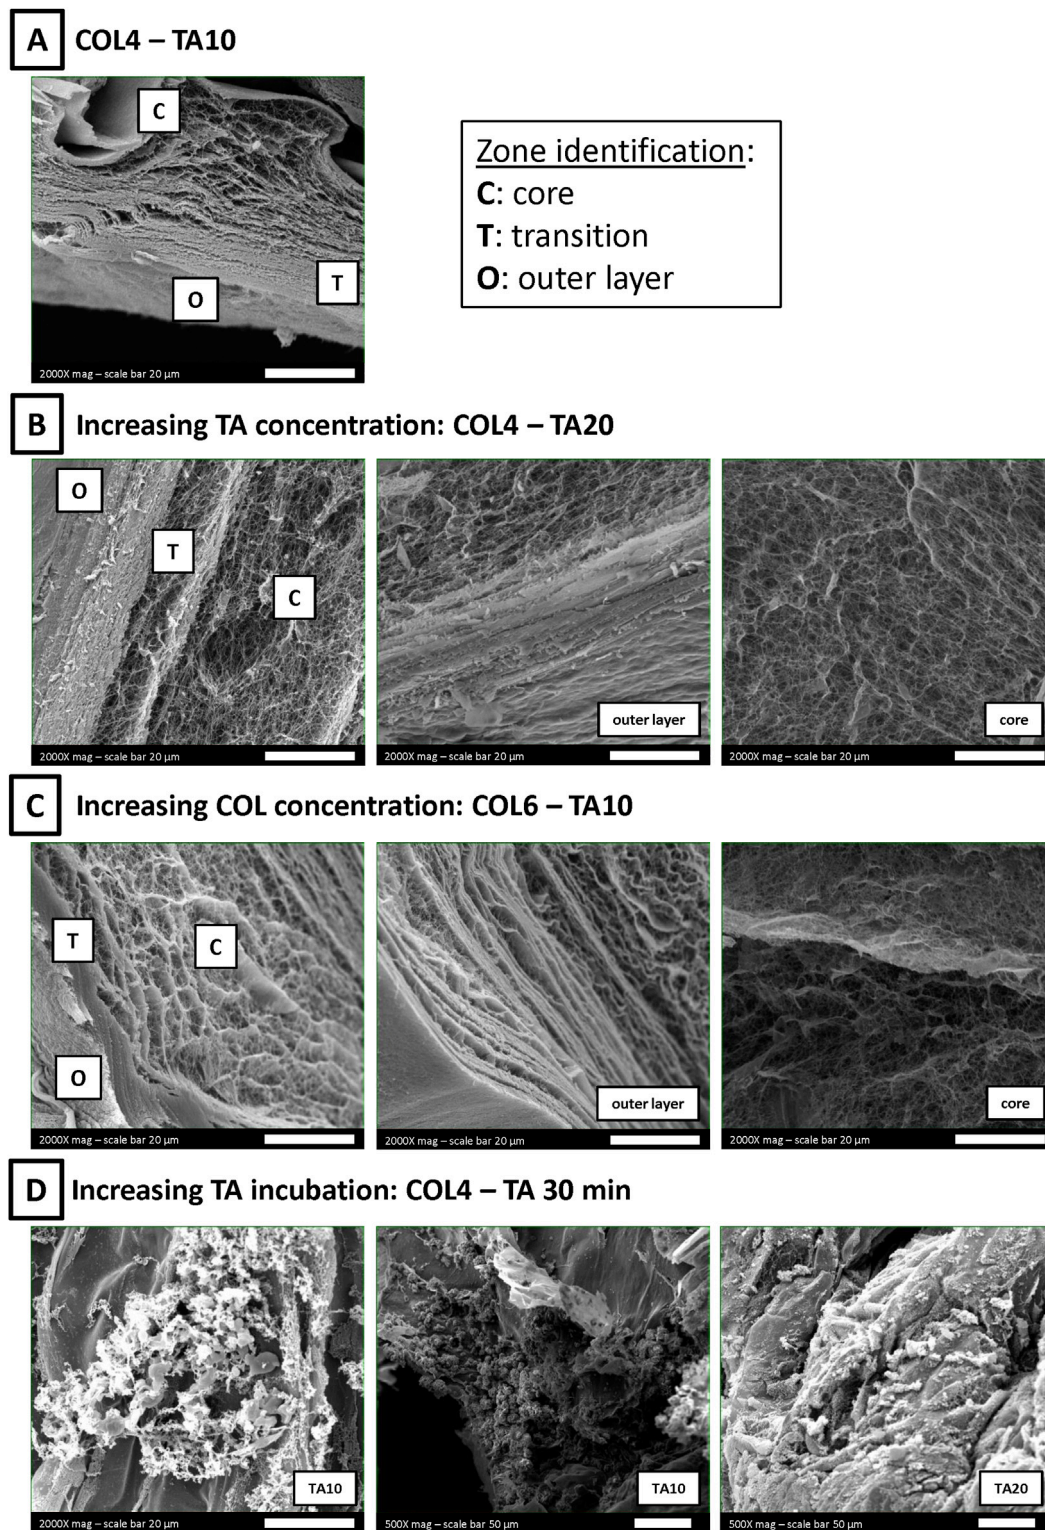 A COL4 – TA10
C
T
O
2000X mag – scale bar 20 µm
Zone identification:
C: core
T: transition
O: outer layer
B Increasing TA concentration: COL4 – TA20
O
T
C
2000X mag – scale bar 20 µm
outer layer
2000X mag – scale bar 20 µm
core
2000X mag – scale bar 20 µm
C Increasing COL concentration: COL6 – TA10
T
C
O
2000X mag – scale bar 20 µm
outer layer
2000X mag – scale bar 20 µm
core
2000X mag – scale bar 20 µm
D Increasing TA incubation: COL4 – TA 30 min
TA10
2000X mag – scale bar 20 µm
TA10
500X mag – scale bar 50 µm
TA20
500X mag – scale bar 50 µm